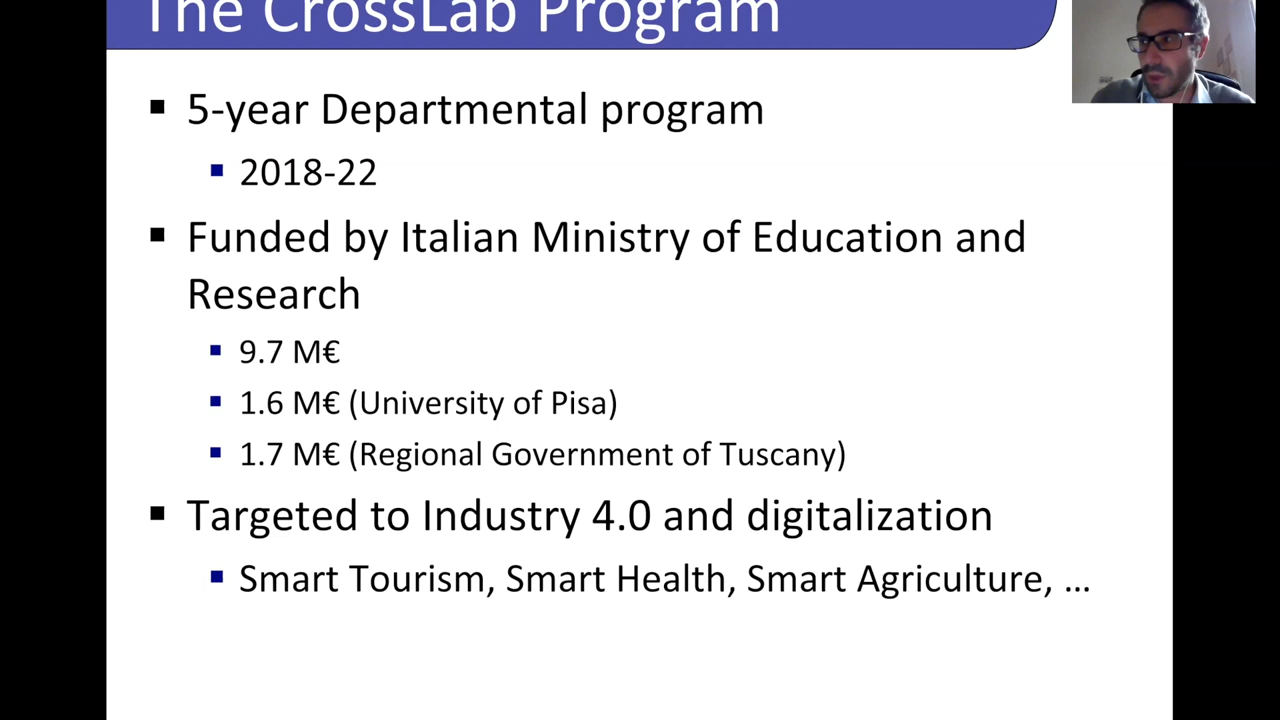 The CrossLab Program
5-year Departmental program
2018-22
Funded by Italian Ministry of Education and
Research
9.7 M€
1.6 M€ (University of Pisa)
1.7 M€ (Regional Government of Tuscany)
Targeted to Industry 4.0 and digitalization
Smart Tourism, Smart Health, Smart Agriculture, ...